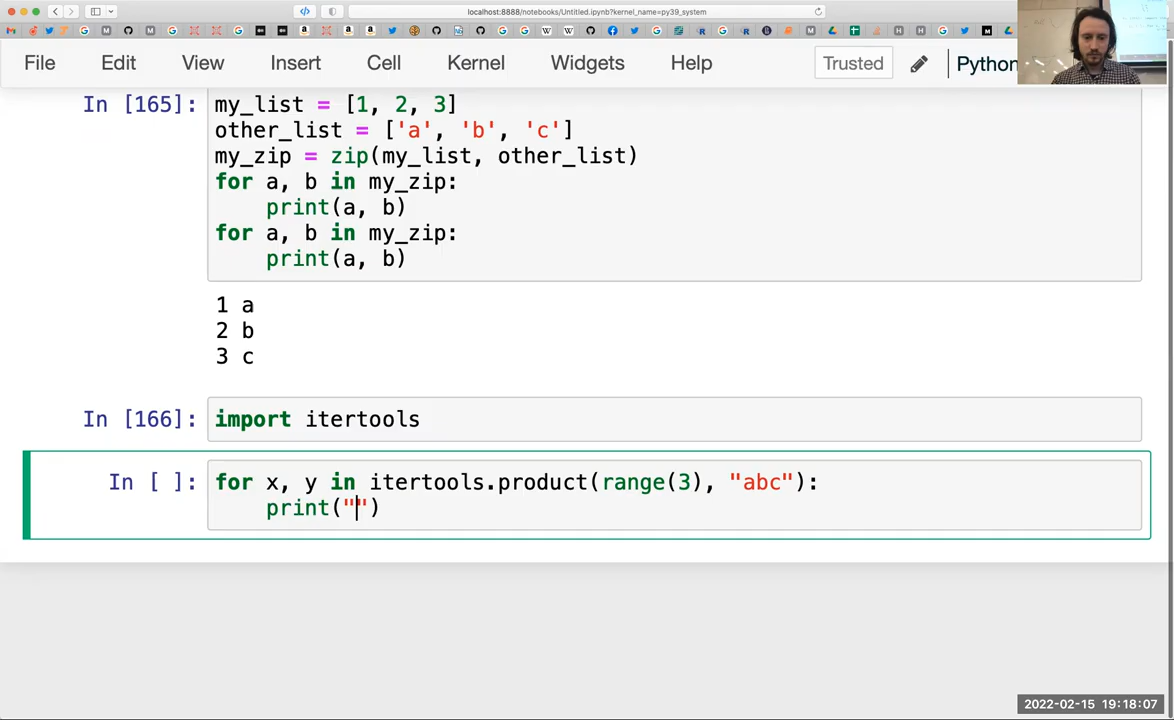 localhost:8888/notebooks/Untitled.ipynb?kernel_name=py39_system
File Edit View Insert Cell Kernel Widgets Help Trusted Python
In [165]: my_list = [1, 2, 3]
other_list = ['a', 'b', 'c']
my_zip = zip(my_list, other_list)
for a, b in my_zip:
    print(a, b)
for a, b in my_zip:
    print(a, b)
1 a
2 b
3 c
In [166]: import itertools
In [ ]: for x, y in itertools.product(range(3), "abc"):
    print("")
2022-02-15 19:18:07